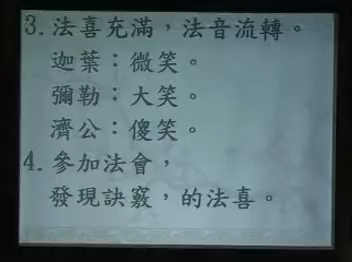 3. 法喜充滿，法音流轉。
迦葉：微笑。
彌勒：大笑。
濟公：傻笑。
4. 參加法會，
發現訣竅，的法喜。